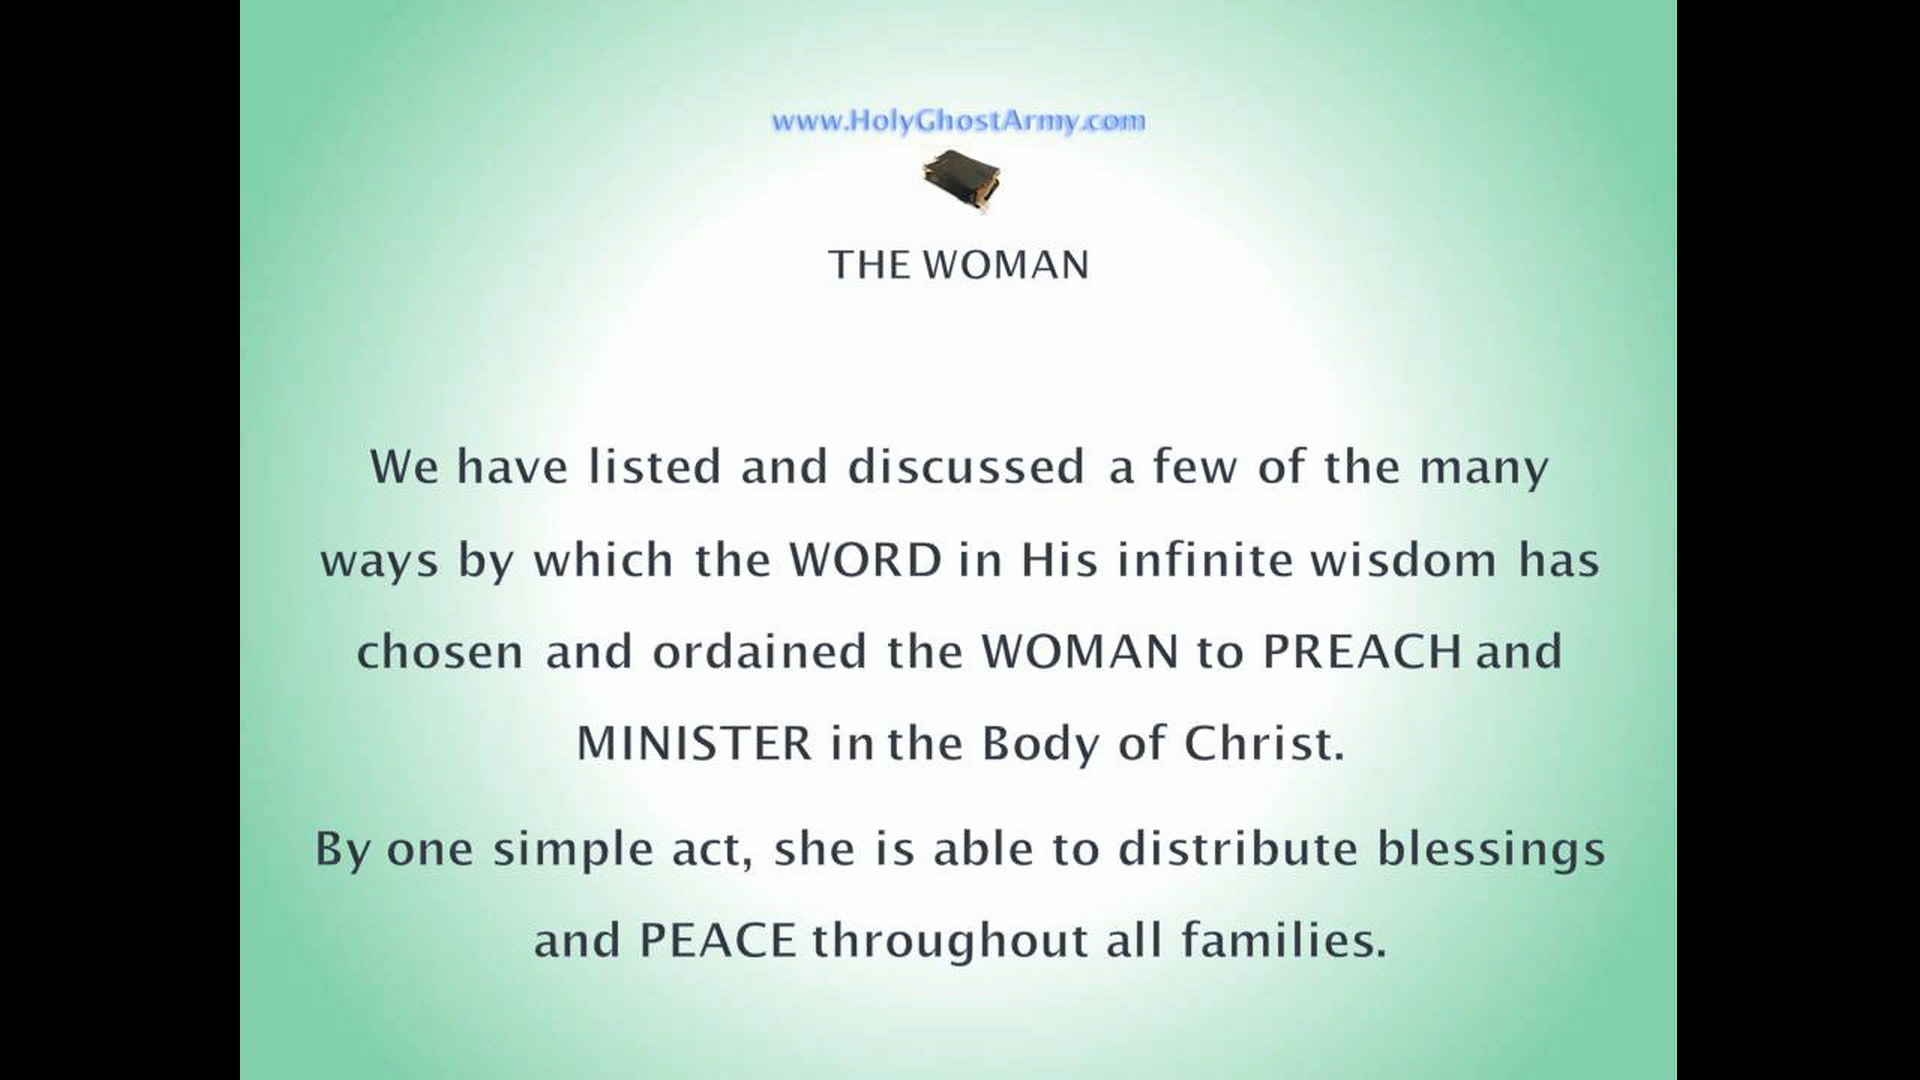 www.HolyGhostArmy.com
THE WOMAN
We have listed and discussed a few of the many
ways by which the WORD in His infinite wisdom has
chosen and ordained the WOMAN to PREACH and
MINISTER in the Body of Christ.
By one simple act, she is able to distribute blessings
and PEACE throughout all families.